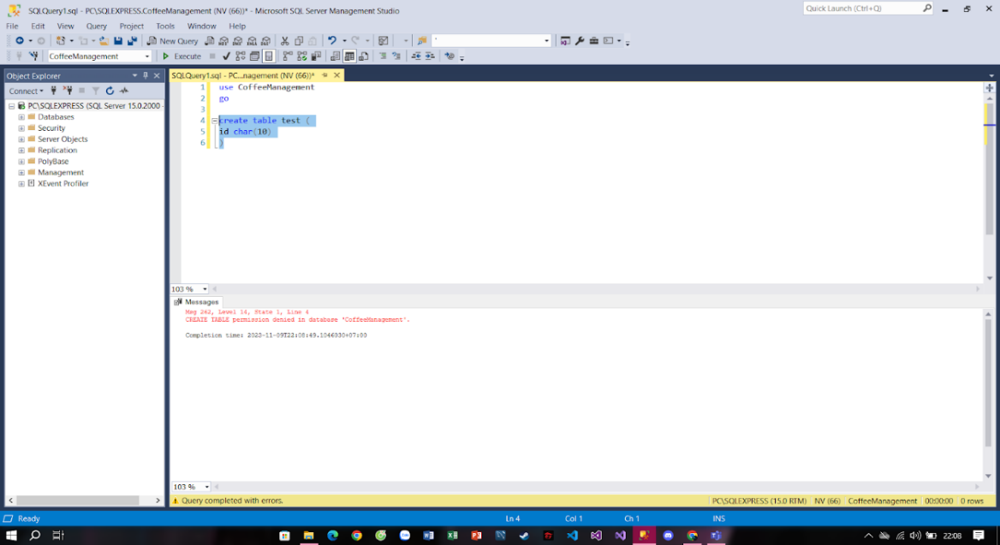 SQLQuery1.sql - PC\SQLEXPRESS.CoffeeManagement (NV (66))* - Microsoft SQL Server Management Studio
Quick Launch (Ctrl+Q)
File Edit View Query Project Tools Window Help
New Query
CoffeeManagement
Execute
Object Explorer
Connect
PC\SQLEXPRESS (SQL Server 15.0.2000 -
Databases
Security
Server Objects
Replication
PolyBase
Management
XEvent Profiler
SQLQuery1.sql - PC...nagement (NV (66))*
1 use CoffeeManagement
2 go
3
4 create table test (
5 id char(10)
6 )
103 %
Messages
Msg 262, Level 14, State 1, Line 4
CREATE TABLE permission denied in database 'CoffeeManagement'.
Completion time: 2023-11-09T22:08:49.1046030+07:00
103 %
Query completed with errors.
PC\SQLEXPRESS (15.0 RTM) NV (66) CoffeeManagement 00:00:00 0 rows
Ready
Ln 4 Col 1 Ch 1 INS
22:08